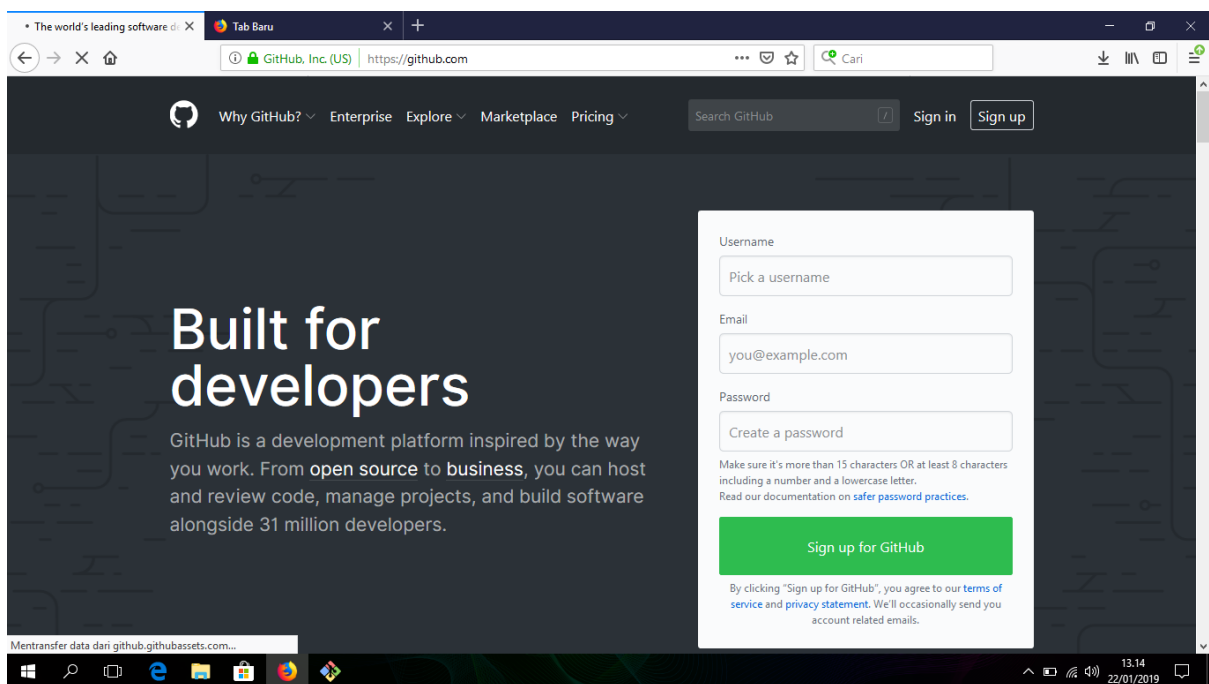 • The world's leading software de
Tab Baru
GitHub, Inc. (US) https://github.com
Cari
Why GitHub? Enterprise Explore Marketplace Pricing
Search GitHub /
Sign in Sign up
Username
Pick a username
Email
you@example.com
Password
Create a password
Make sure it's more than 15 characters OR at least 8 characters
including a number and a lowercase letter.
Read our documentation on safer password practices.
Sign up for GitHub
By clicking "Sign up for GitHub", you agree to our terms of
service and privacy statement. We'll occasionally send you
account related emails.
Built for
developers
GitHub is a development platform inspired by the way
you work. From open source to business, you can host
and review code, manage projects, and build software
alongside 31 million developers.
Mentransfer data dari github.githubassets.com...
13.14
22/01/2019